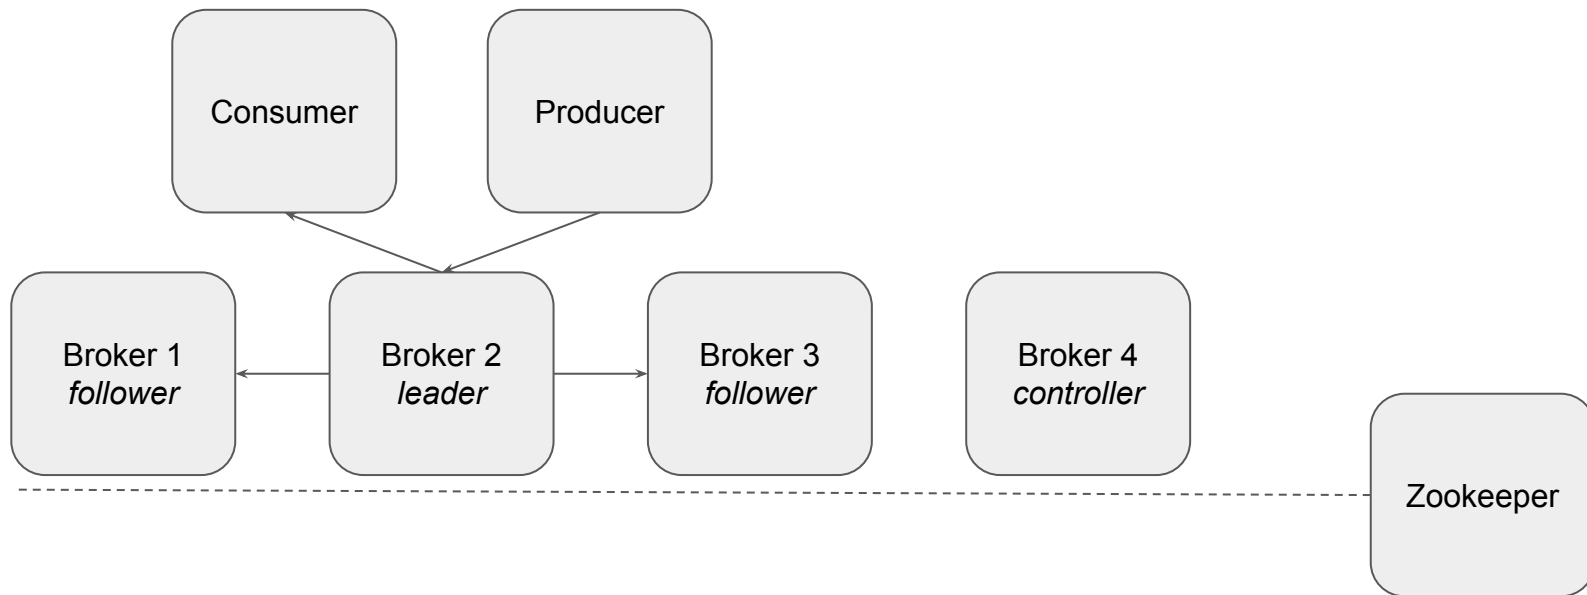 Consumer
Producer
Broker 1
follower
Broker 2
leader
Broker 3
follower
Broker 4
controller
Zookeeper